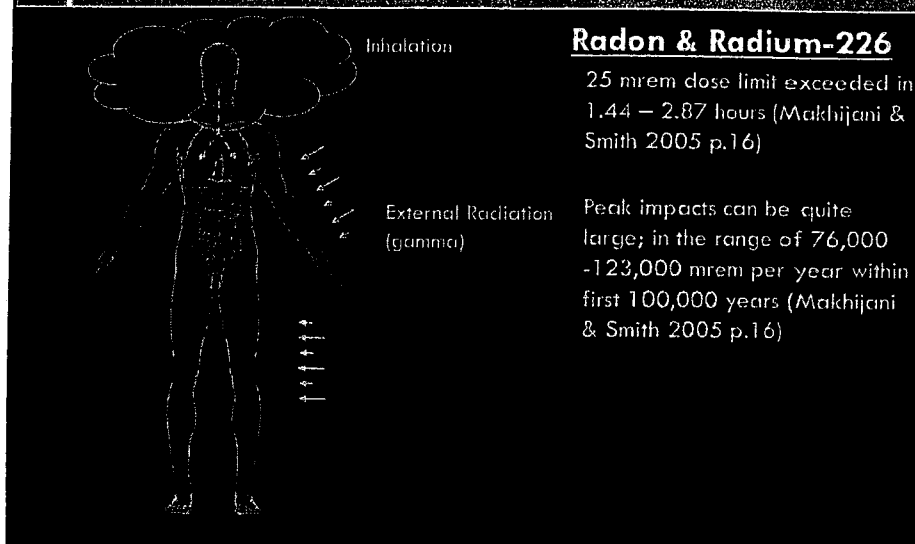 Inhalation
Radon & Radium-226
25 mrem dose limit exceeded in
1.44 – 2.87 hours (Makhijani &
Smith 2005 p.16)
External Radiation
(gamma)
Peak impacts can be quite
large; in the range of 76,000
-123,000 mrem per year within
first 100,000 years (Makhijani
& Smith 2005 p.16)